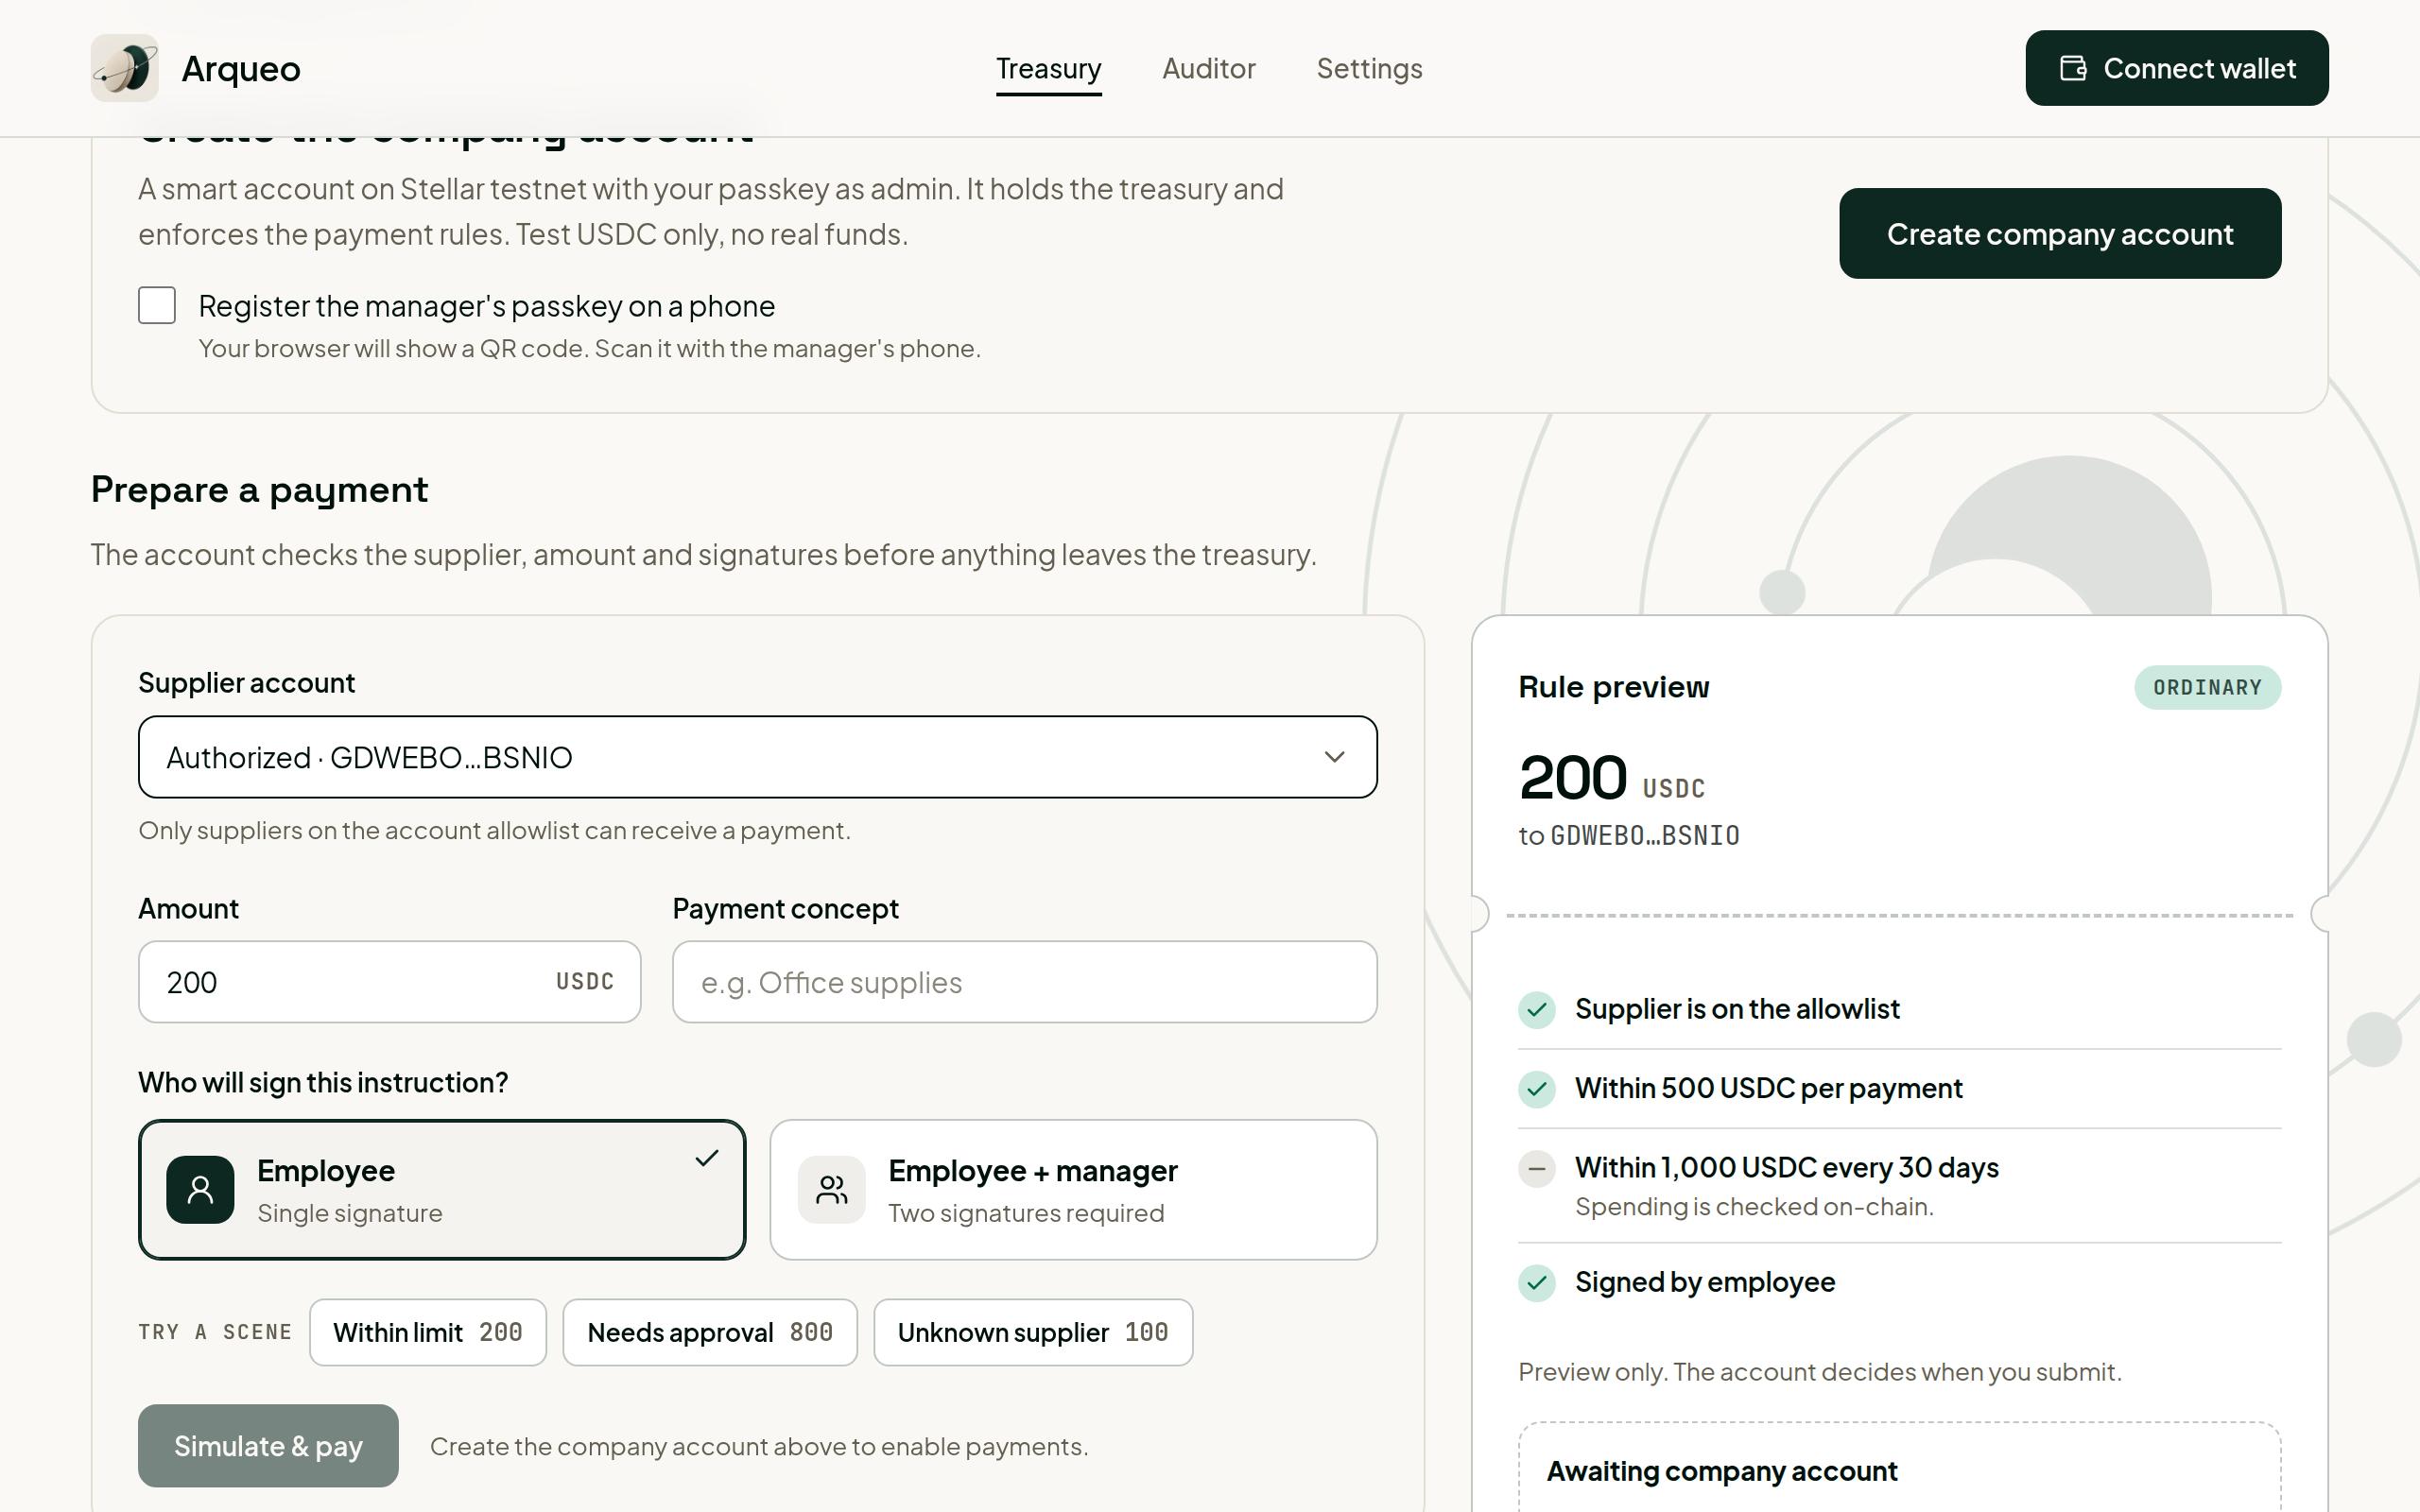 Arqueo
Treasury
Auditor
Settings
Connect wallet
Create the company account
A smart account on Stellar testnet with your passkey as admin. It holds the treasury and
enforces the payment rules. Test USDC only, no real funds.
Create company account
Register the manager's passkey on a phone
Your browser will show a QR code. Scan it with the manager's phone.
Prepare a payment
The account checks the supplier, amount and signatures before anything leaves the treasury.
Supplier account
Authorized · GDWEBO…BSNIO
Only suppliers on the account allowlist can receive a payment.
Amount
Payment concept
200 USDC
e.g. Office supplies
Who will sign this instruction?
Employee
Single signature
Employee + manager
Two signatures required
TRY A SCENE
Within limit 200
Needs approval 800
Unknown supplier 100
Simulate & pay
Create the company account above to enable payments.
Rule preview
ORDINARY
200 USDC
to GDWEBO…BSNIO
Supplier is on the allowlist
Within 500 USDC per payment
Within 1,000 USDC every 30 days
Spending is checked on-chain.
Signed by employee
Preview only. The account decides when you submit.
Awaiting company account